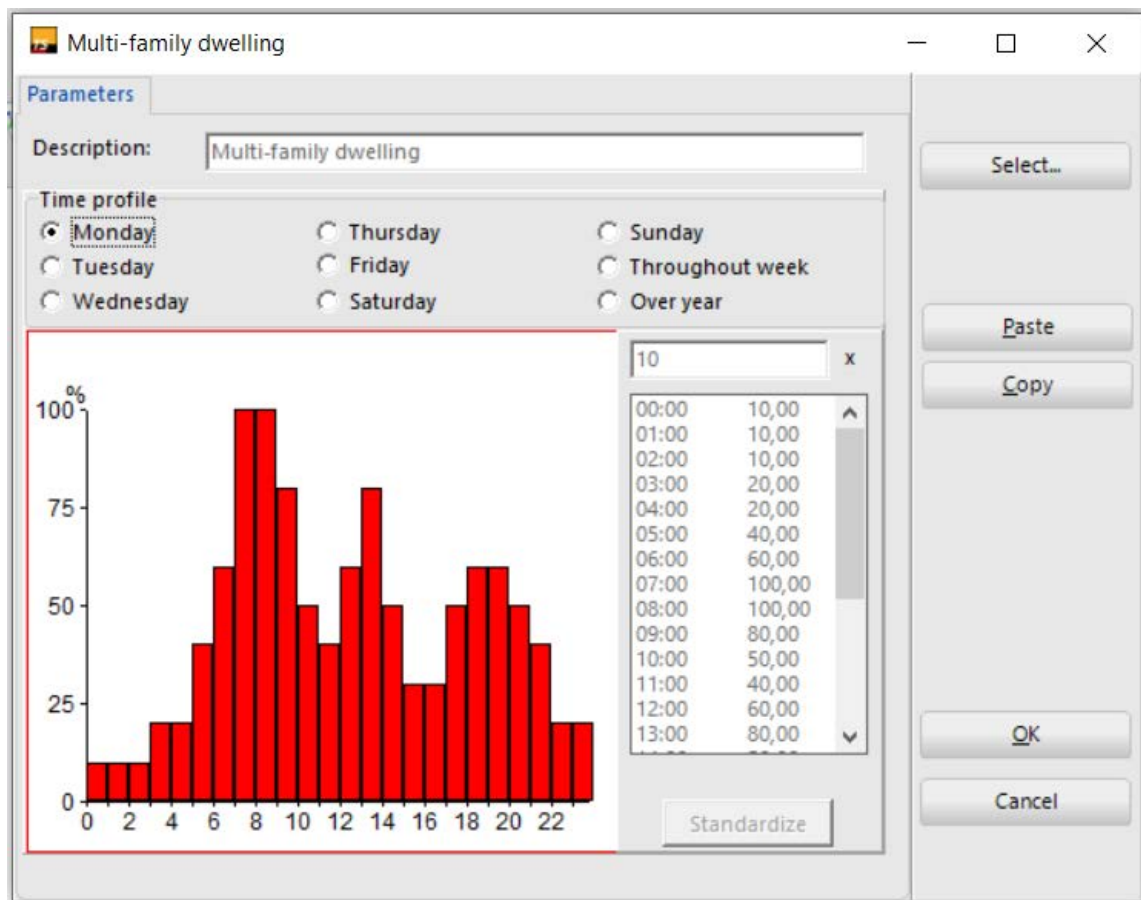 Multi-family dwelling
Parameters
Description: Multi-family dwelling
Time profile
Monday Thursday Sunday
Tuesday Friday Throughout week
Wednesday Saturday Over year
Select...
Paste
Copy
OK
Cancel
10 x
%
100
75
50
25
0
0 2 4 6 8 10 12 14 16 18 20 22
00:00 10,00
01:00 10,00
02:00 10,00
03:00 20,00
04:00 20,00
05:00 40,00
06:00 60,00
07:00 100,00
08:00 100,00
09:00 80,00
10:00 50,00
11:00 40,00
12:00 60,00
13:00 80,00
Standardize